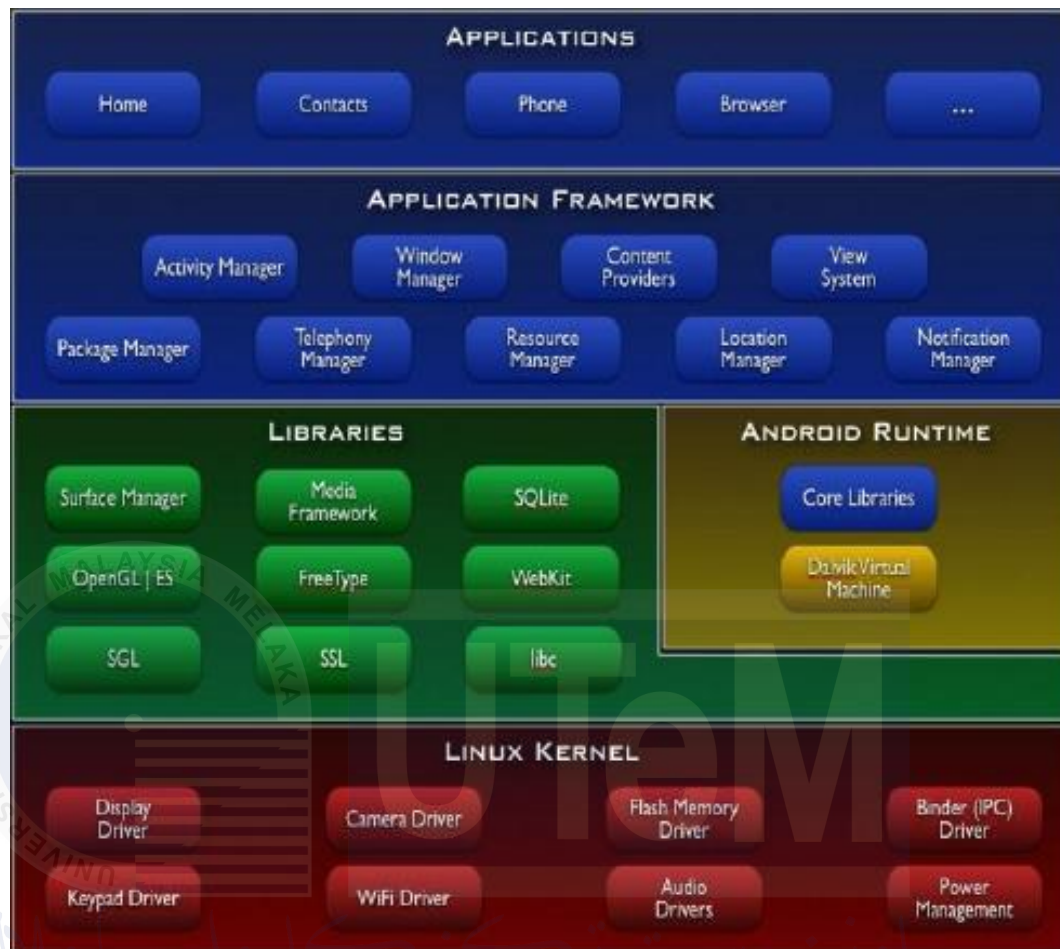 APPLICATIONS
Home
Contacts
Phone
Browser
...
APPLICATION FRAMEWORK
Activity Manager
Window
Manager
Content
Providers
View
System
Package Manager
Telephony
Manager
Resource
Manager
Location
Manager
Notification
Manager
LIBRARIES
Surface Manager
Media
Framework
SQLite
OpenGL | ES
FreeType
WebKit
SGL
SSL
libc
ANDROID RUNTIME
Core Libraries
Dalvik Virtual
Machine
LINUX KERNEL
Display
Driver
Camera Driver
Flash Memory
Driver
Binder (IPC)
Driver
Keypad Driver
WiFi Driver
Audio
Drivers
Power
Management
UTeM
MALAYSIA MELAKA